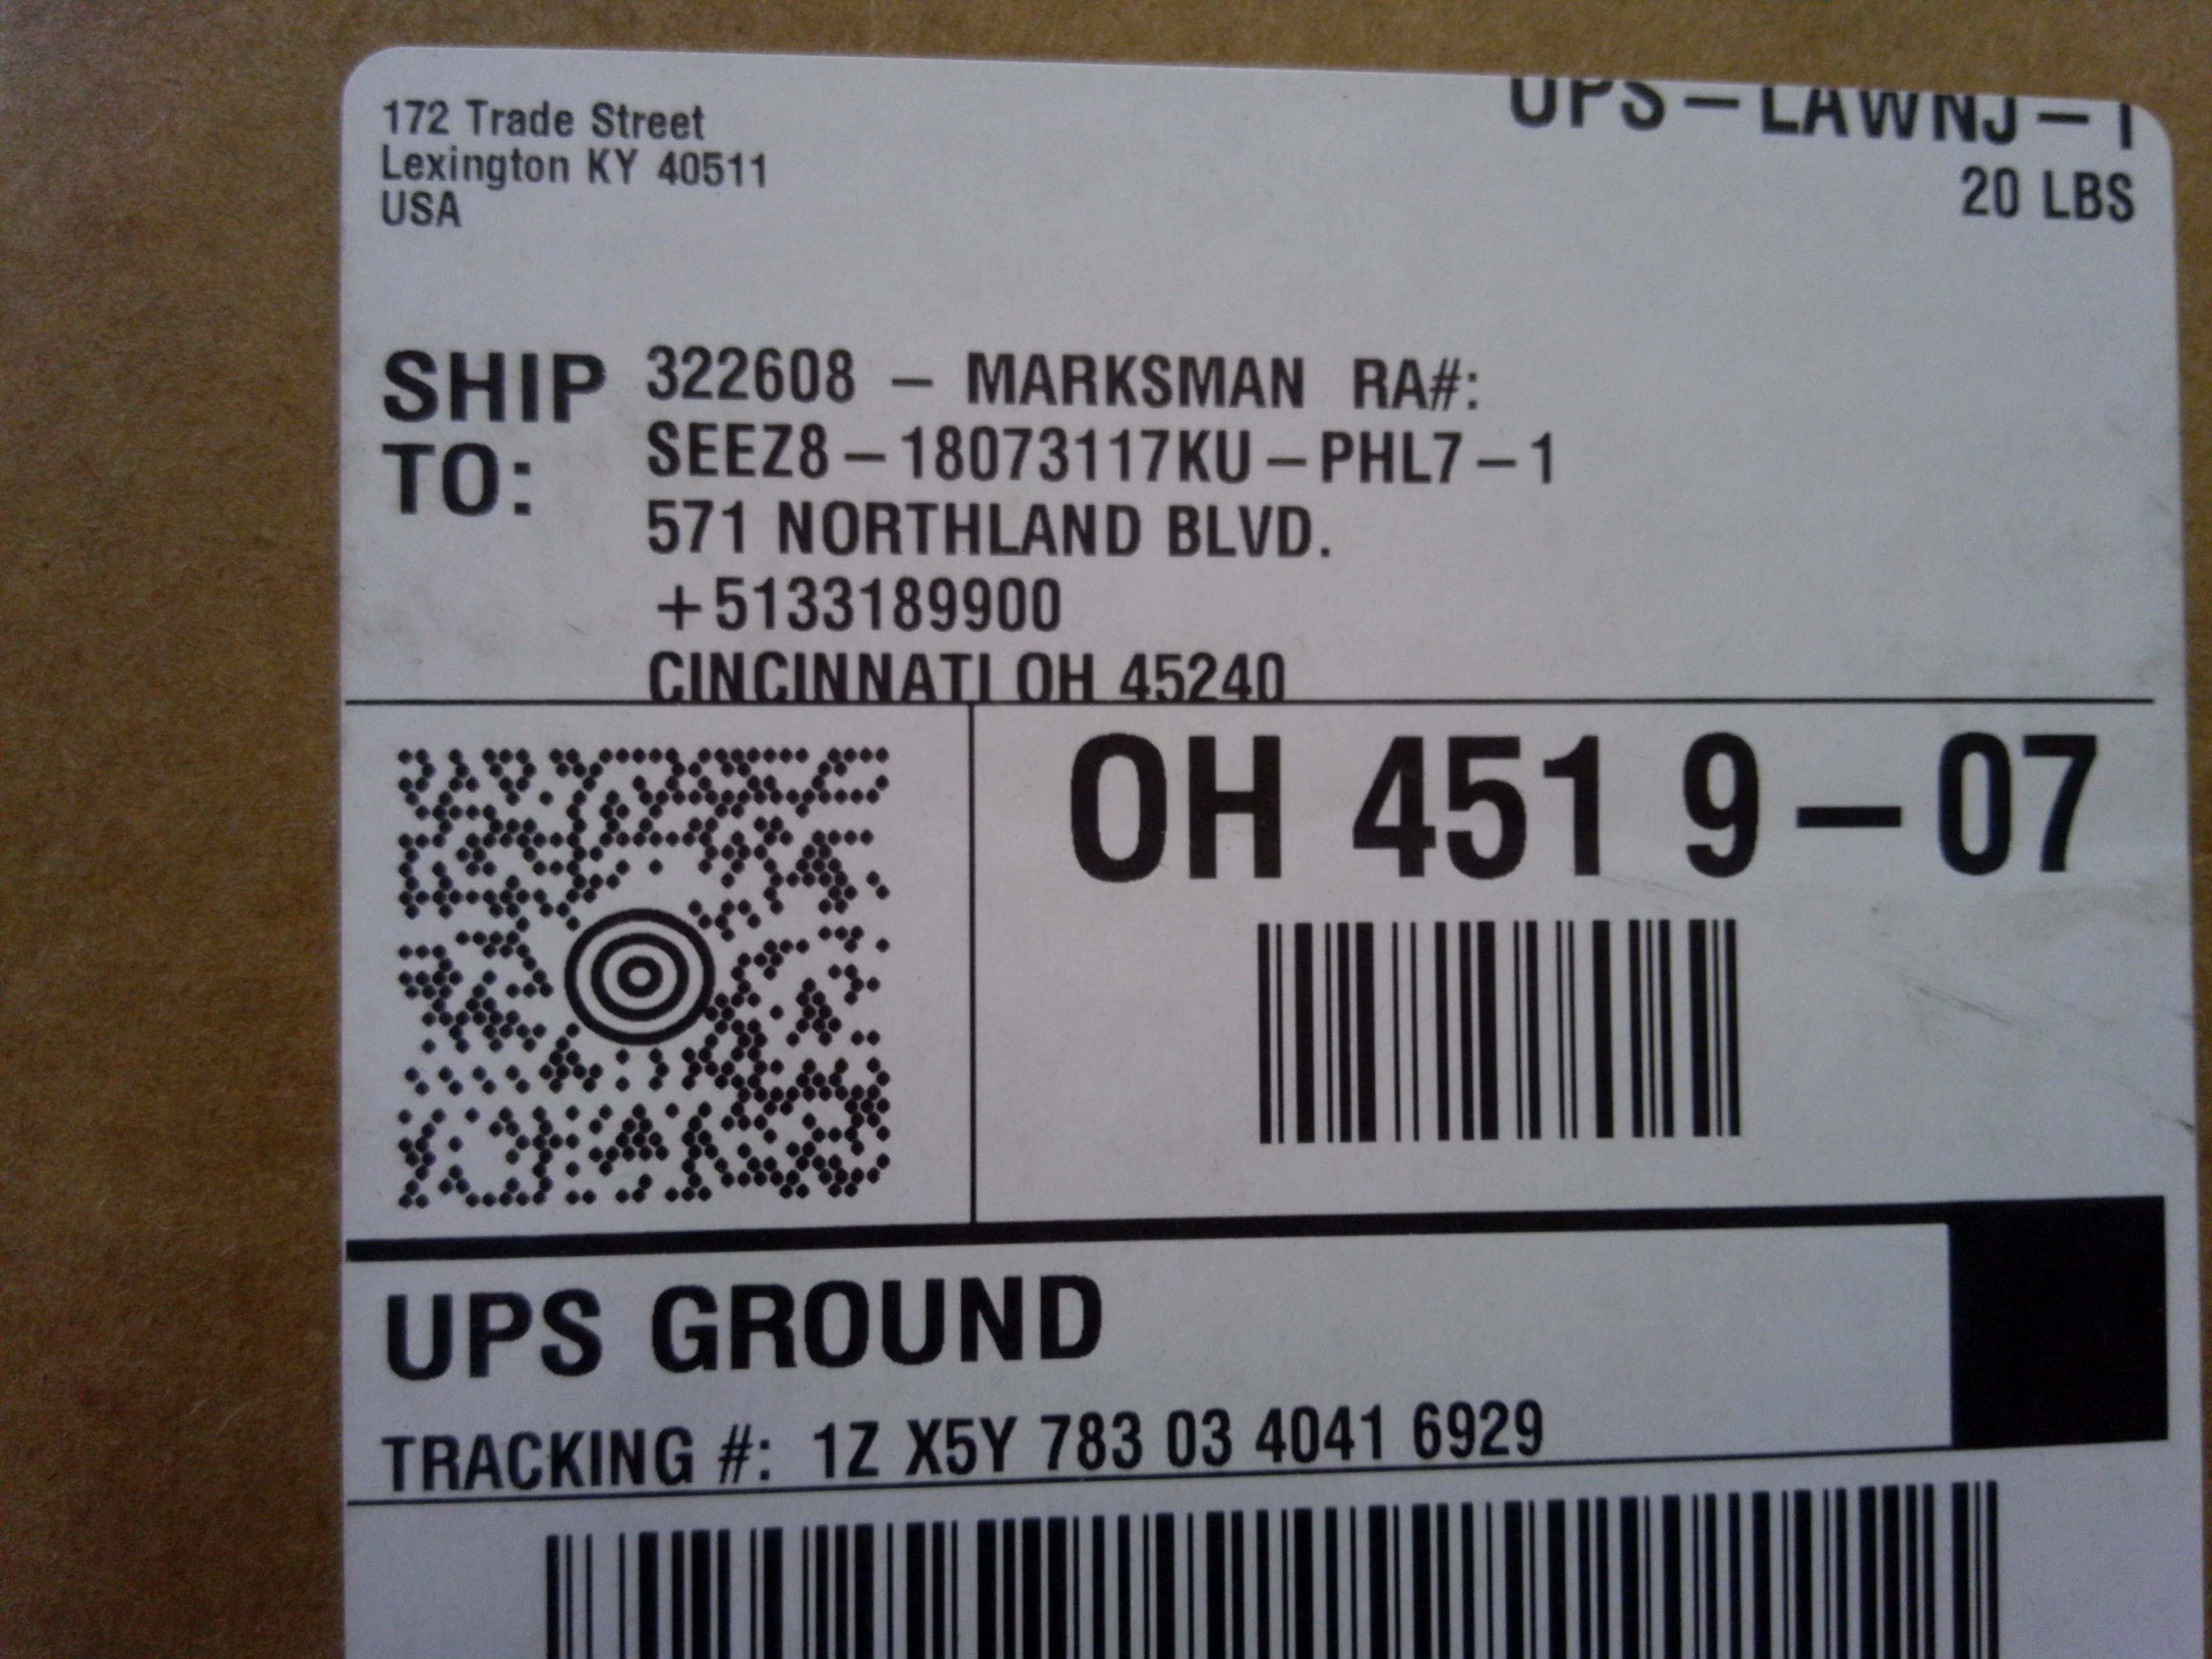 172 Trade Street
Lexington KY 40511
USA
UPS - LAWNJ - 1
20 LBS
SHIP TO:
322608 - MARKSMAN RA#:
SEEZ8-18073117KU-PHL7-1
571 NORTHLAND BLVD.
+5133189900
CINCINNATI OH 45240
OH 451 9-07
UPS GROUND
TRACKING #: 1Z X5Y 783 03 4041 6929